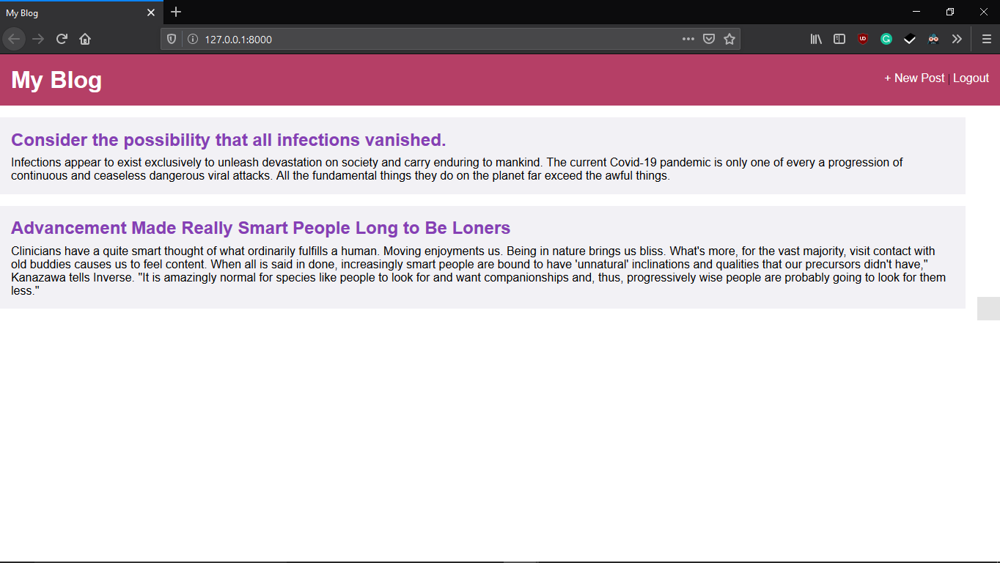 My Blog
127.0.0.1:8000
My Blog
+ New Post | Logout
Consider the possibility that all infections vanished.
Infections appear to exist exclusively to unleash devastation on society and carry enduring to mankind. The current Covid-19 pandemic is only one of every a progression of
continuous and ceaseless dangerous viral attacks. All the fundamental things they do on the planet far exceed the awful things.
Advancement Made Really Smart People Long to Be Loners
Clinicians have a quite smart thought of what ordinarily fulfills a human. Moving enjoyments us. Being in nature brings us bliss. What's more, for the vast majority, visit contact with
old buddies causes us to feel content. When all is said in done, increasingly smart people are bound to have 'unnatural' inclinations and qualities that our precursors didn't have,"
Kanazawa tells Inverse. "It is amazingly normal for species like people to look for and want companionships and, thus, progressively wise people are probably going to look for them
less."